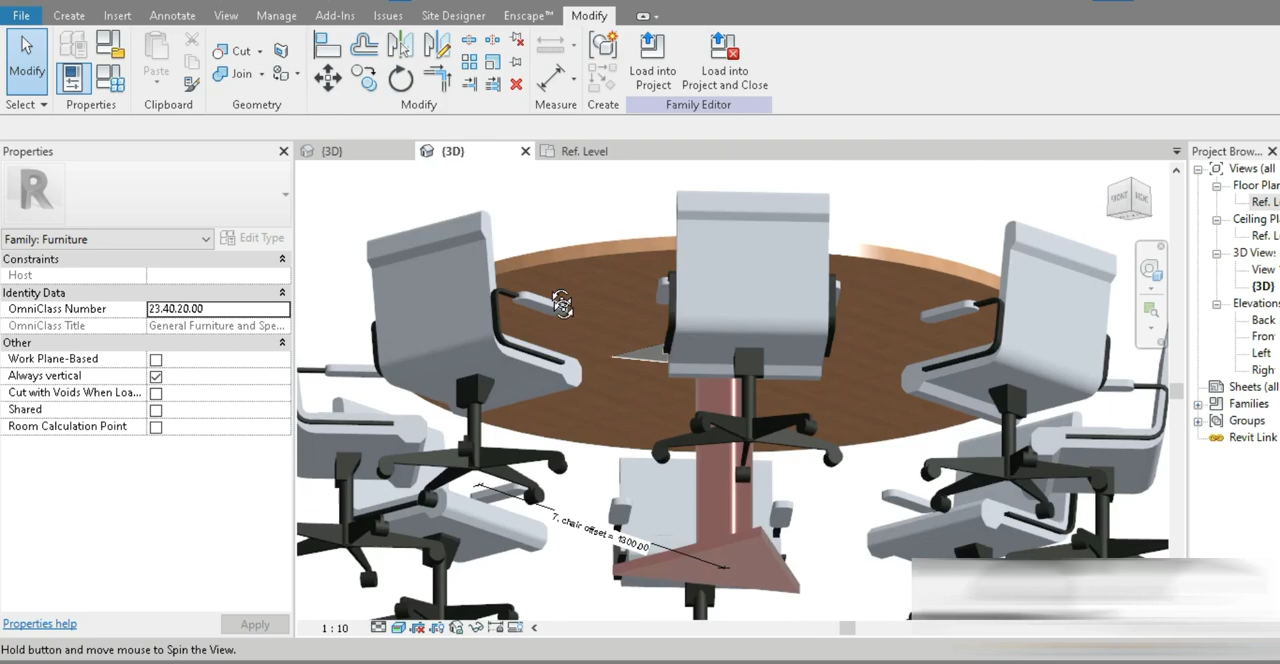 File Create Insert Annotate View Manage Add-Ins Issues Site Designer Enscape™ Modify
Cut
Join
Modify
Paste
Load into Project
Load into Project and Close
Select Properties Clipboard Geometry Modify Measure Create Family Editor
Properties
{3D}
{3D}
Ref. Level
Project Brow...
R
Family: Furniture
Edit Type
Constraints
Host
Identity Data
OmniClass Number 23.40.20.00
OmniClass Title General Furniture and Spe...
Other
Work Plane-Based
Always vertical
Cut with Voids When Loa...
Shared
Room Calculation Point
Properties help
Apply
FRONT
7. chair offset = 1300.00
Views (all
Floor Plan
Ref. L
Ceiling Pl
Ref. L
3D Views
View
{3D}
Elevations
Back
Front
Left
Righ
Sheets (all
Families
Groups
Revit Link
1 : 10
Hold button and move mouse to Spin the View.